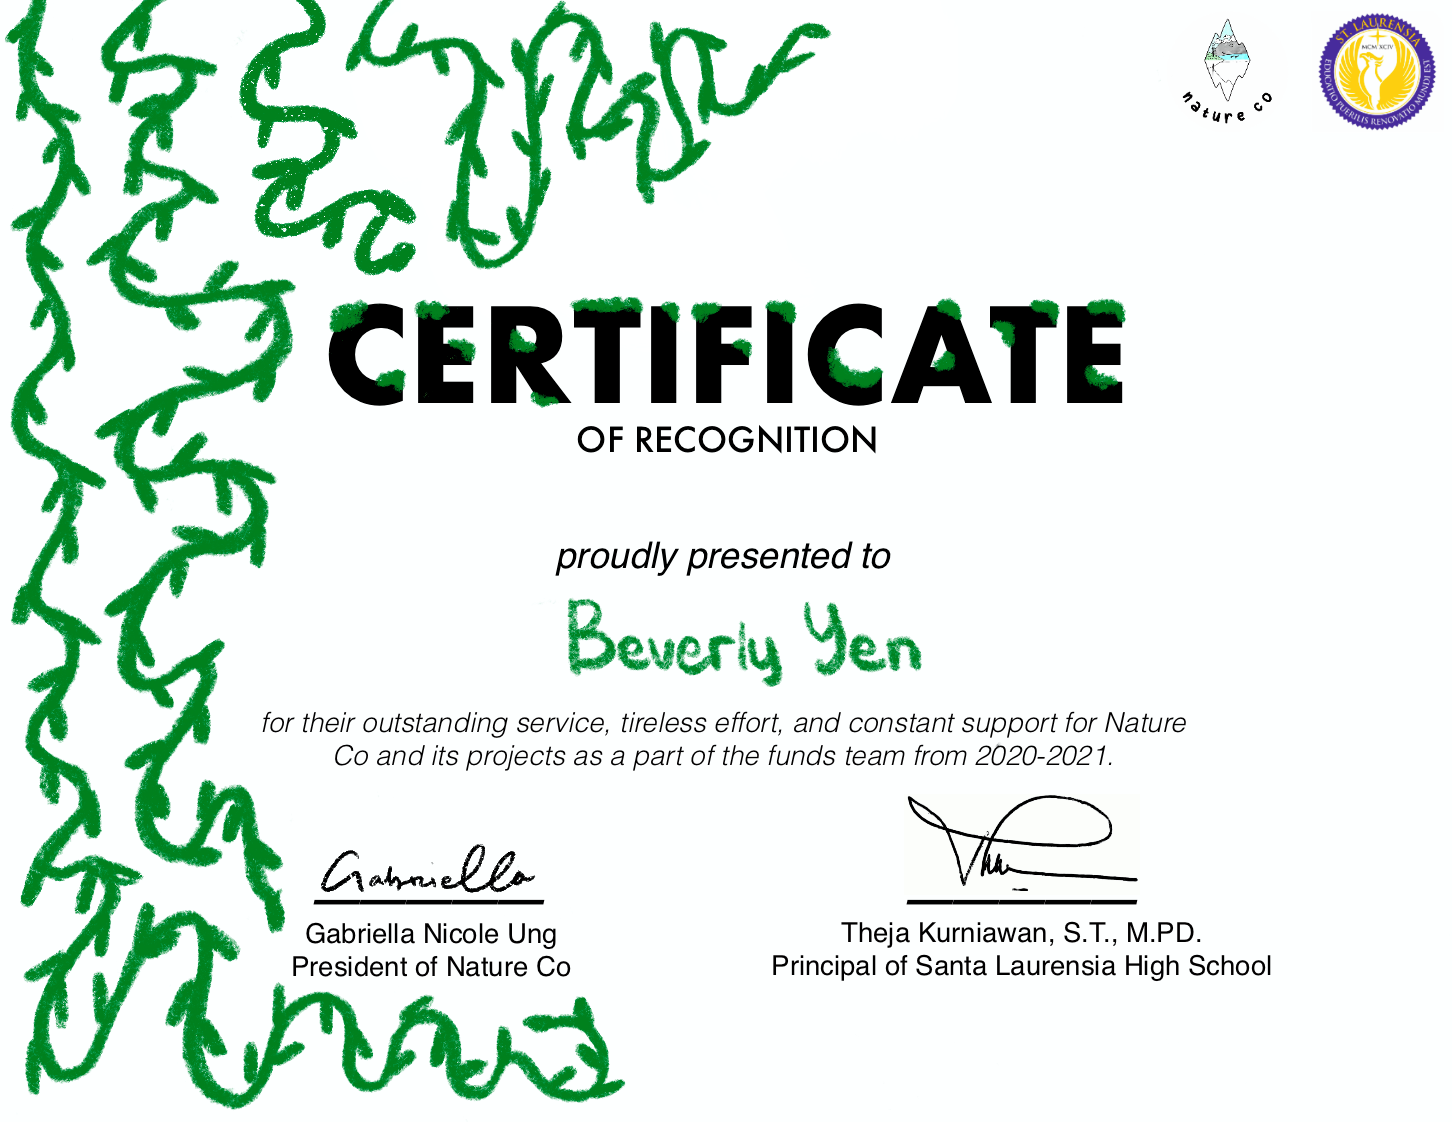 nature co
ST. LAURENSIA
MCM XCIV
EDUCATIO PUERILIS RENOVATIO MUNDI EST
CERTIFICATE
OF RECOGNITION
proudly presented to
Beverly Yen
for their outstanding service, tireless effort, and constant support for Nature
Co and its projects as a part of the funds team from 2020-2021.
Gabriella
Gabriella Nicole Ung
President of Nature Co
Theja Kurniawan, S.T., M.PD.
Principal of Santa Laurensia High School